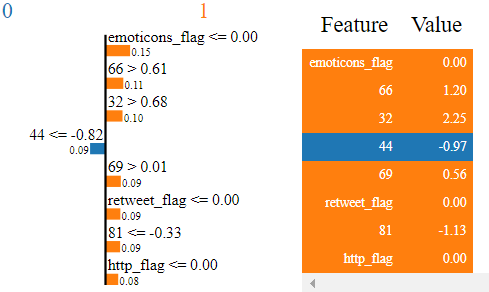 0 1
emoticons_flag <= 0.00
0.15
66 > 0.61
0.11
32 > 0.68
0.10
44 <= -0.82
0.09
69 > 0.01
0.09
retweet_flag <= 0.00
0.09
81 <= -0.33
0.09
http_flag <= 0.00
0.08
Feature Value
emoticons_flag 0.00
66 1.20
32 2.25
44 -0.97
69 0.56
retweet_flag 0.00
81 -1.13
http_flag 0.00